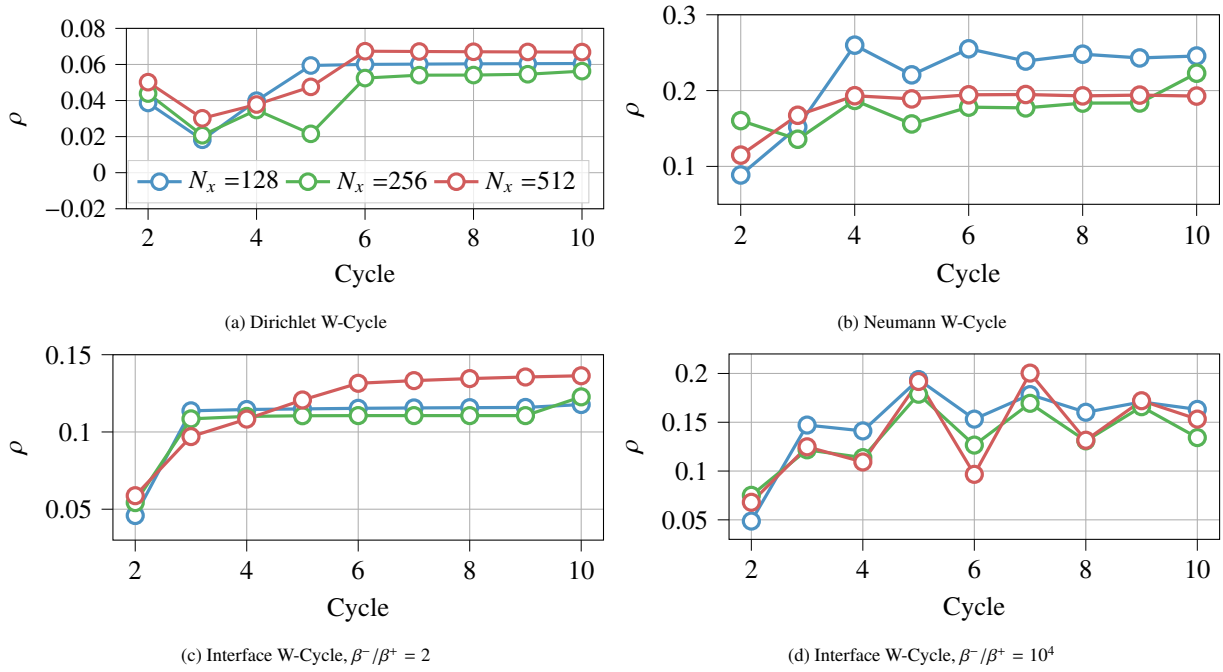 0.08
0.06
0.04
0.02
0
−0.02
ρ
N_x =128 N_x =256 N_x =512
2 4 6 8 10
Cycle
(a) Dirichlet W-Cycle
0.3
0.2
0.1
ρ
2 4 6 8 10
Cycle
(b) Neumann W-Cycle
0.15
0.1
0.05
ρ
2 4 6 8 10
Cycle
(c) Interface W-Cycle, β⁻/β⁺ = 2
0.2
0.15
0.1
0.05
ρ
2 4 6 8 10
Cycle
(d) Interface W-Cycle, β⁻/β⁺ = 10⁴